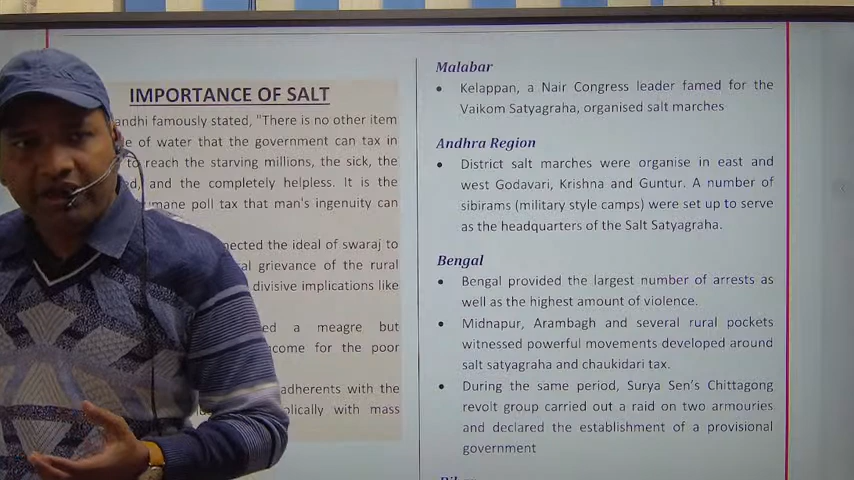 IMPORTANCE OF SALT
andhi famously stated, "There is no other item
e of water that the government can tax in
to reach the starving millions, the sick, the
ed, and the completely helpless. It is the
mane poll tax that man's ingenuity can
nected the ideal of swaraj to
al grievance of the rural
divisive implications like
ed a meagre but
come for the poor
adherents with the
olically with mass
Malabar
• Kelappan, a Nair Congress leader famed for the
Vaikom Satyagraha, organised salt marches
Andhra Region
• District salt marches were organise in east and
west Godavari, Krishna and Guntur. A number of
sibirams (military style camps) were set up to serve
as the headquarters of the Salt Satyagraha.
Bengal
• Bengal provided the largest number of arrests as
well as the highest amount of violence.
• Midnapur, Arambagh and several rural pockets
witnessed powerful movements developed around
salt satyagraha and chaukidari tax.
• During the same period, Surya Sen's Chittagong
revolt group carried out a raid on two armouries
and declared the establishment of a provisional
government